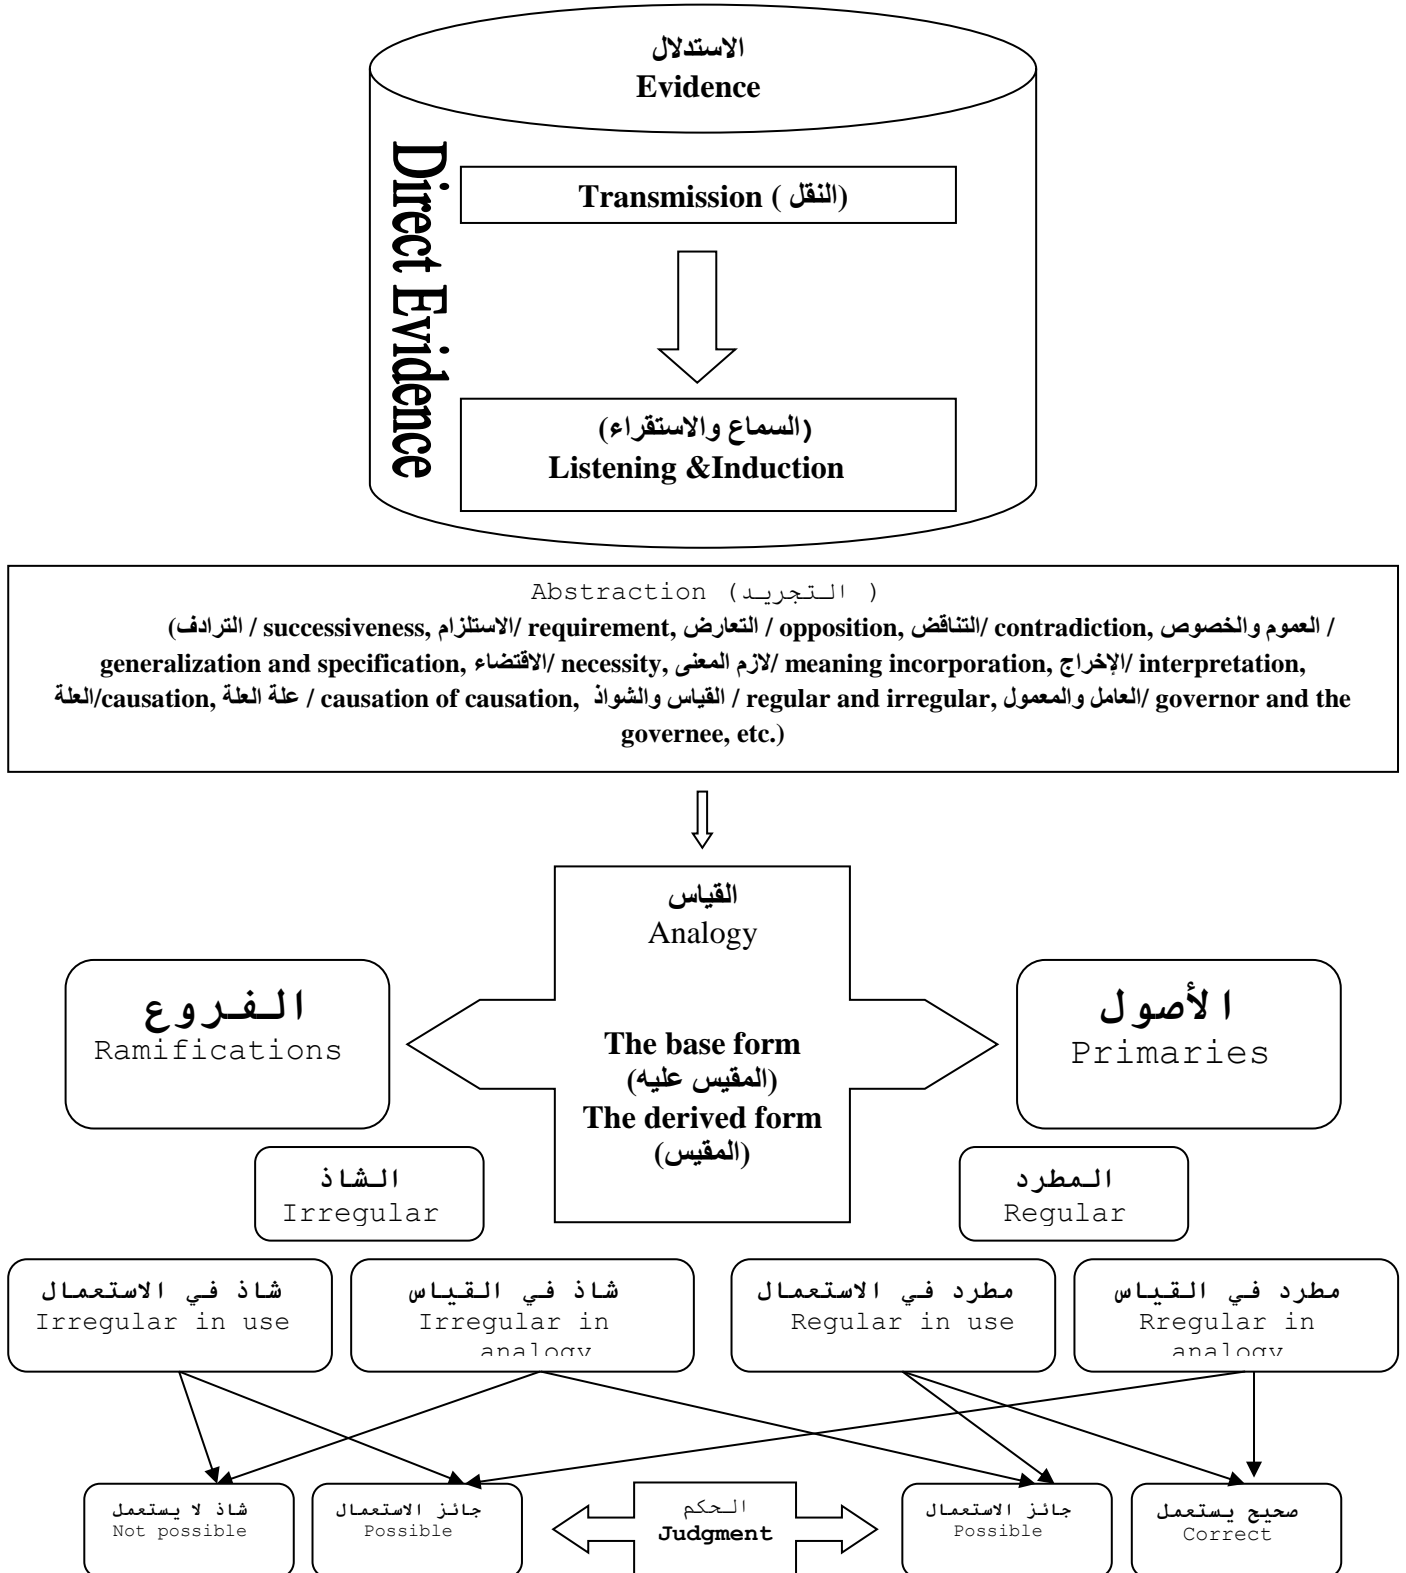 الاستدلال
Evidence
Direct Evidence
Transmission ( النقل)
(السماع والاستقراء)
Listening &Induction
Abstraction (التجريد )
(الترادف / successiveness, الاستلزام/ requirement, التعارض / opposition, التناقض/ contradiction, العموم والخصوص /
generalization and specification, الاقتضاء/ necessity, لازم المعنى/ meaning incorporation, الإخراج/ interpretation,
العلة/causation, علة العلة / causation of causation, القياس والشواذ / regular and irregular, العامل والمعمول/ governor and the
governee, etc.)
القياس
Analogy
الفروع
Ramifications
الأصول
Primaries
The base form
(المقيس عليه)
The derived form
(المقيس)
الشاذ
Irregular
المطرد
Regular
شاذ في الاستعمال
Irregular in use
شاذ في القياس
Irregular in
analogy
مطرد في الاستعمال
Regular in use
مطرد في القياس
Rregular in
analogy
شاذ لا يستعمل
Not possible
جائز الاستعمال
Possible
الحكم
Judgment
جائز الاستعمال
Possible
صحيح يستعمل
Correct